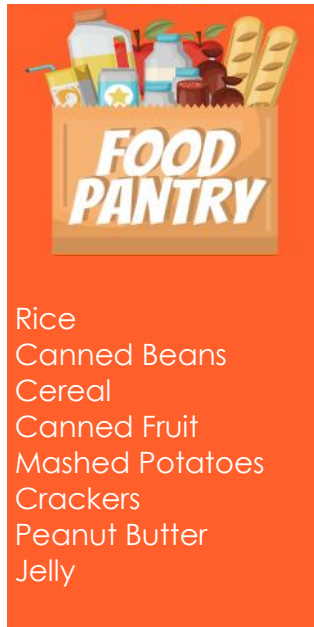 FOOD
PANTRY
Rice
Canned Beans
Cereal
Canned Fruit
Mashed Potatoes
Crackers
Peanut Butter
Jelly